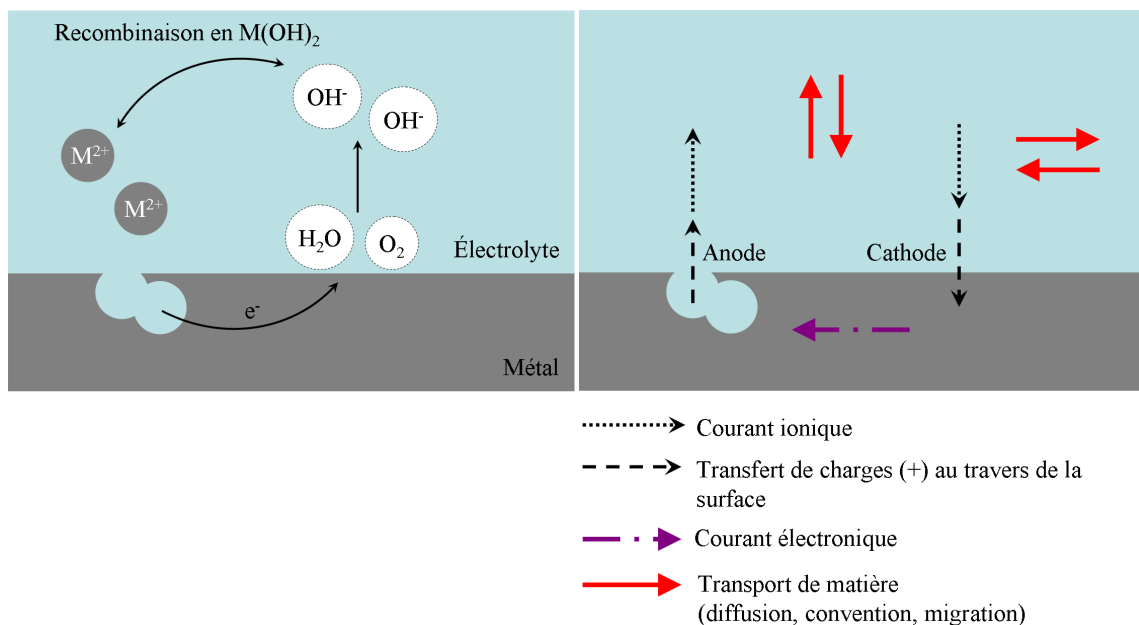 Recombinaison en M(OH)₂
OH⁻
OH⁻
M²⁺
M²⁺
H₂O
O₂
Électrolyte
e⁻
Métal
Anode
Cathode
Courant ionique
Transfert de charges (+) au travers de la
surface
Courant électronique
Transport de matière
(diffusion, convention, migration)